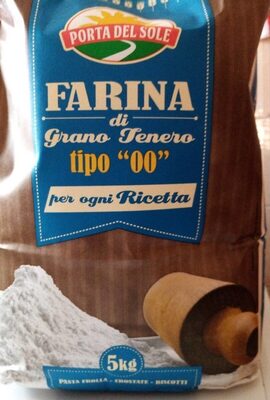 PORTA DEL SOLE
FARINA
di
Grano Tenero
tipo "00"
per ogni Ricetta
5kg
PASTA FROLLA - CROSTATE - BISCOTTI